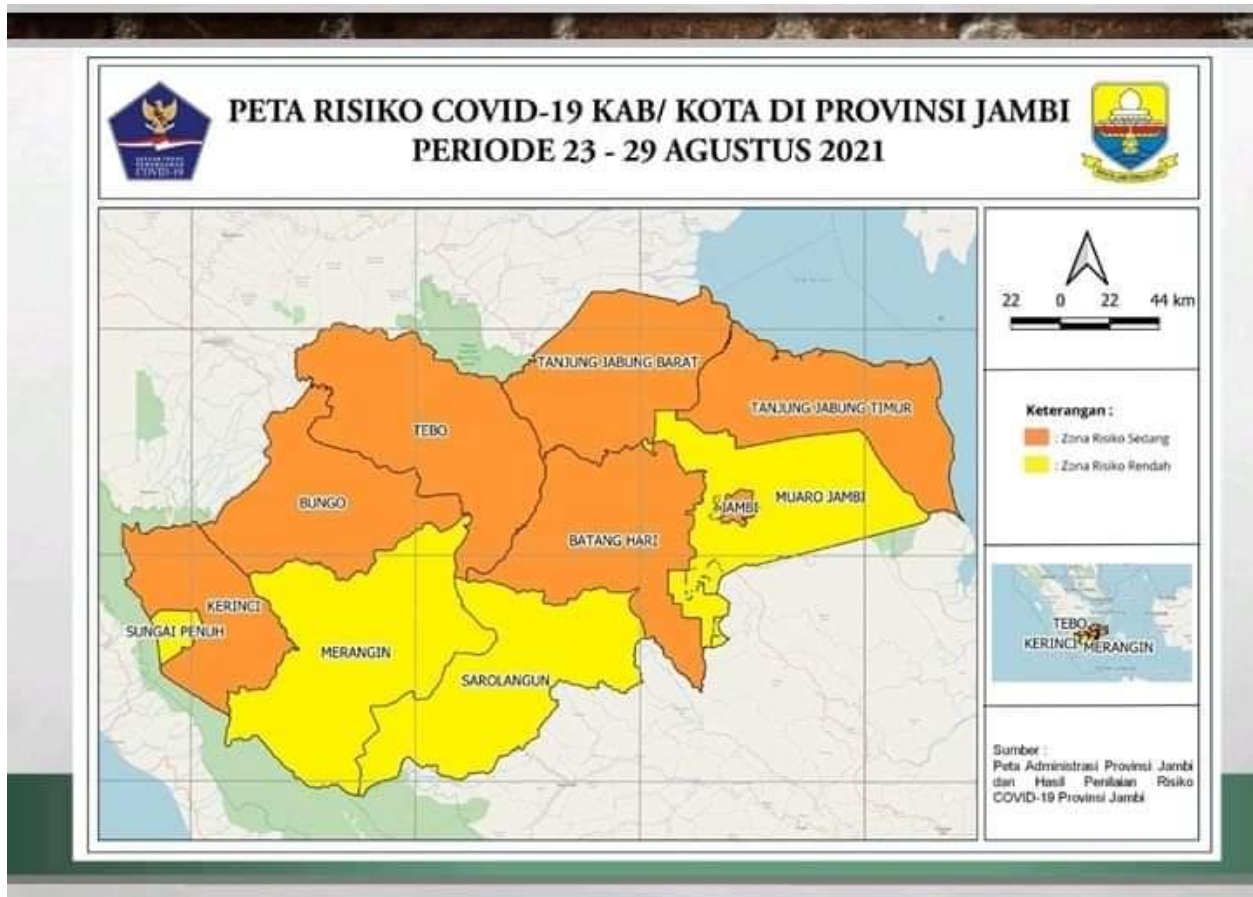 PETA RISIKO COVID-19 KAB/ KOTA DI PROVINSI JAMBI
PERIODE 23 - 29 AGUSTUS 2021
COVID-19
22 0 22 44 km
TANJUNG JABUNG BARAT
TANJUNG JABUNG TIMUR
TEBO
BUNGO
MUARO JAMBI
JAMBI
BATANG HARI
KERINCI
SUNGAI PENUH
MERANGIN
SAROLANGUN
Keterangan :
: Zona Risiko Sedang
: Zona Risiko Rendah
TEBO
KERINCI
MERANGIN
Sumber :
Peta Administrasi Provinsi Jambi
dan Hasil Penilaian Risiko
COVID-19 Provinsi Jambi